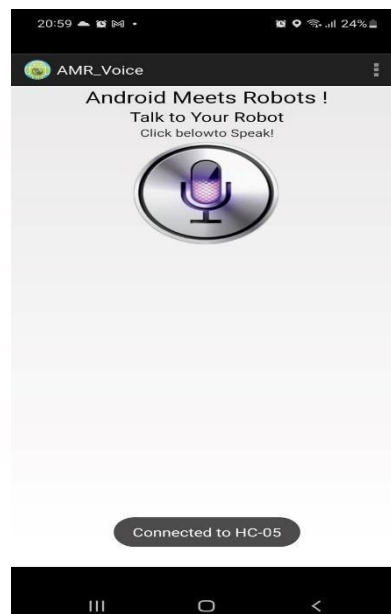 20:59 24%
AMR_Voice
Android Meets Robots !
Talk to Your Robot
Click belowto Speak!
Connected to HC-05